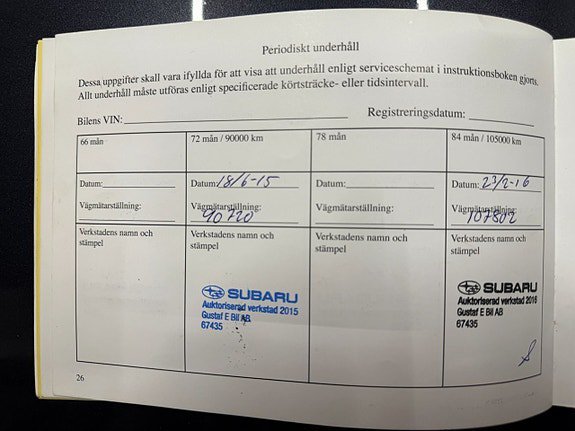 Periodiskt underhåll
Dessa uppgifter skall vara ifyllda för att visa att underhåll enligt serviceschemat i instruktionsboken gjorts.
Allt underhåll måste utföras enligt specificerade körtsträcke- eller tidsintervall.
Bilens VIN: Registreringsdatum:
66 mån
Datum:
Vägmätarställning:
Verkstadens namn och
stämpel
72 mån / 90000 km
Datum: 18/6-15
Vägmätarställning:
90720
Verkstadens namn och
stämpel
SUBARU
Auktoriserad verkstad 2015
Gustaf E Bil AB
67435
78 mån
Datum:
Vägmätarställning:
Verkstadens namn och
stämpel
84 mån / 105000 km
Datum: 23/2-16
Vägmätarställning:
107802
Verkstadens namn och
stämpel
SUBARU
Auktoriserad verkstad 2016
Gustaf E Bil AB
67435
26